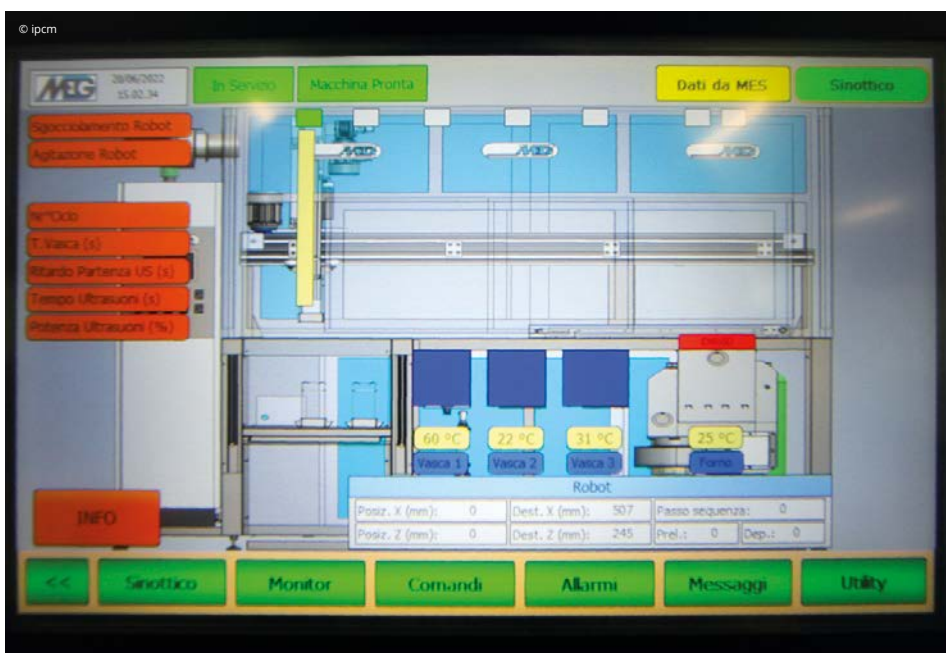 © ipcm
MEG
20/06/2022
15.02.34
In Servizio
Macchina Pronta
Dati da MES
Sinottico
Sgocciolamento Robot
Agitazione Robot
MEG
MEG
MEG
N°Ciclo
T.Vasca (s)
Ritardo Partenza US (s)
Tempo Ultrasuoni (s)
Potenza Ultrasuoni (%)
60 °C
22 °C
31 °C
25 °C
Vasca 1
Vasca 2
Vasca 3
Forno
Robot
Posiz. X (mm): 0
Dest. X (mm): 507
Passo sequenza: 0
Posiz. Z (mm): 0
Dest. Z (mm): 245
Prel.: 0
Dep.: 0
INFO
<<
Sinottico
Monitor
Comandi
Allarmi
Messaggi
Utility